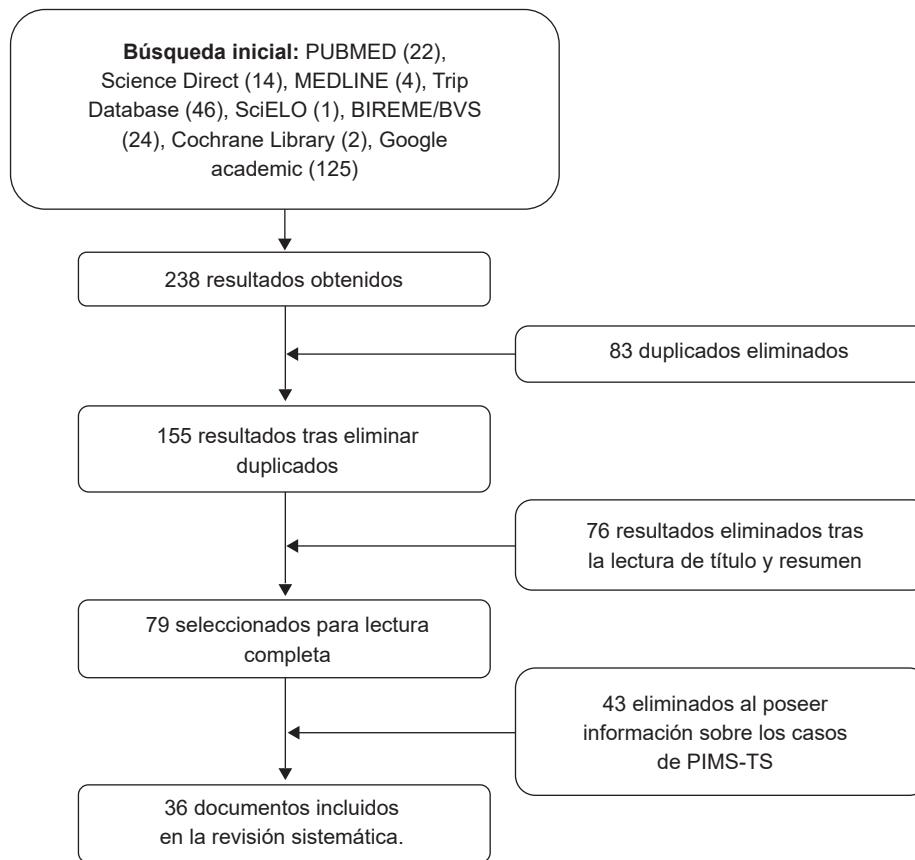 Búsqueda inicial: PUBMED (22),
Science Direct (14), MEDLINE (4), Trip
Database (46), SciELO (1), BIREME/BVS
(24), Cochrane Library (2), Google
academic (125)
238 resultados obtenidos
83 duplicados eliminados
155 resultados tras eliminar
duplicados
76 resultados eliminados tras
la lectura de título y resumen
79 seleccionados para lectura
completa
43 eliminados al poseer
información sobre los casos
de PIMS-TS
36 documentos incluidos
en la revisión sistemática.